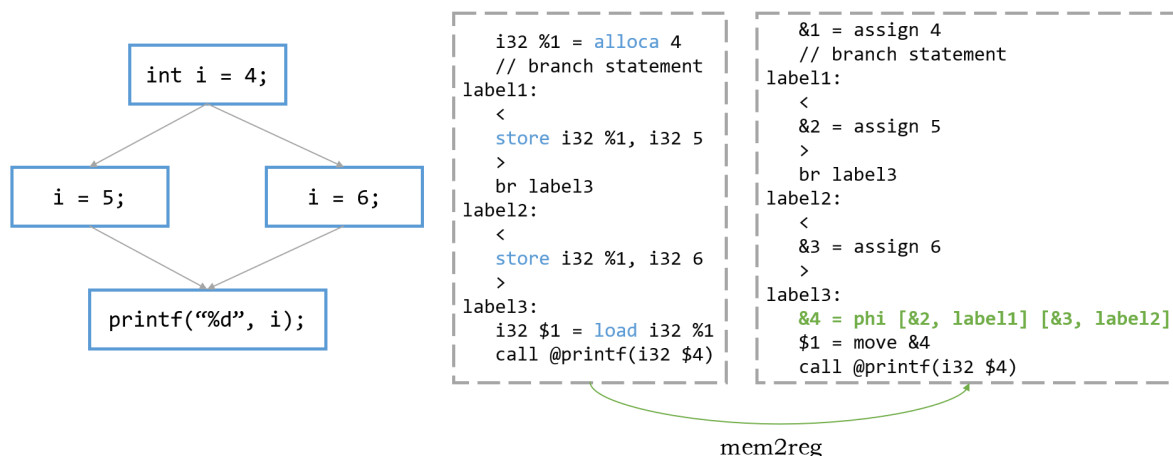 int i = 4;
i = 5;
i = 6;
printf(“%d”, i);
i32 %1 = alloca 4
// branch statement
label1:
<
store i32 %1, i32 5
>
br label3
label2:
<
store i32 %1, i32 6
>
label3:
i32 $1 = load i32 %1
call @printf(i32 $4)
&1 = assign 4
// branch statement
label1:
<
&2 = assign 5
>
br label3
label2:
<
&3 = assign 6
>
label3:
&4 = phi [&2, label1] [&3, label2]
$1 = move &4
call @printf(i32 $4)
mem2reg